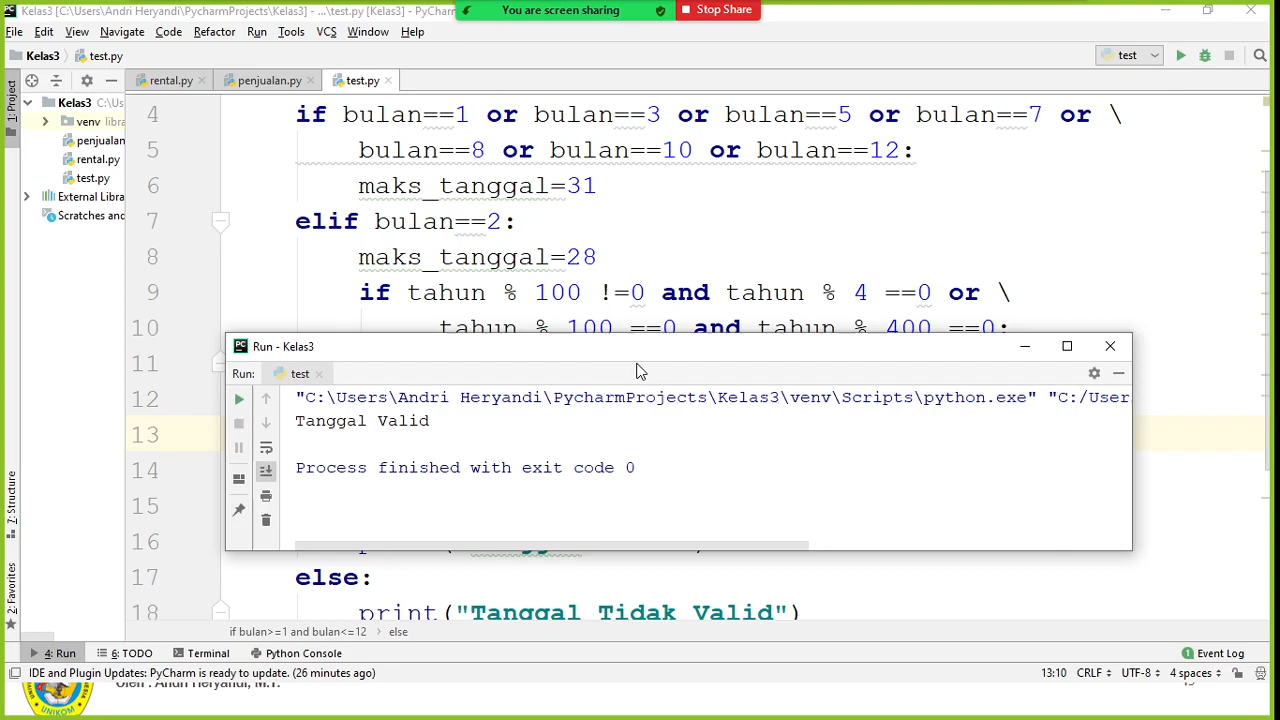 Kelas3 [C:\Users\Andri Heryandi\PycharmProjects\Kelas3] - ...\test.py [Kelas3] - PyChar
You are screen sharing
Stop Share
File Edit View Navigate Code Refactor Run Tools VCS Window Help
Kelas3 test.py
test
1: Project
rental.py penjualan.py test.py
Kelas3 C:\Us
venv libra
penjualan
rental.py
test.py
External Libra
Scratches and
4 if bulan==1 or bulan==3 or bulan==5 or bulan==7 or \
5 bulan==8 or bulan==10 or bulan==12:
6 maks_tanggal=31
7 elif bulan==2:
8 maks_tanggal=28
9 if tahun % 100 !=0 and tahun % 4 ==0 or \
10 tahun % 100 ==0 and tahun % 400 ==0:
11
12
13
14
15
16
17 else:
18 print("Tanggal Tidak Valid")
Run - Kelas3
Run: test
"C:\Users\Andri Heryandi\PycharmProjects\Kelas3\venv\Scripts\python.exe" "C:/Users
Tanggal Valid
Process finished with exit code 0
7: Structure
2: Favorites
if bulan>=1 and bulan<=12 › else
4: Run 6: TODO Terminal Python Console
1 Event Log
IDE and Plugin Updates: PyCharm is ready to update. (26 minutes ago)
13:10 CRLF UTF-8 4 spaces
Oleh : Andri Heryandi, M.T.
UNIKOM